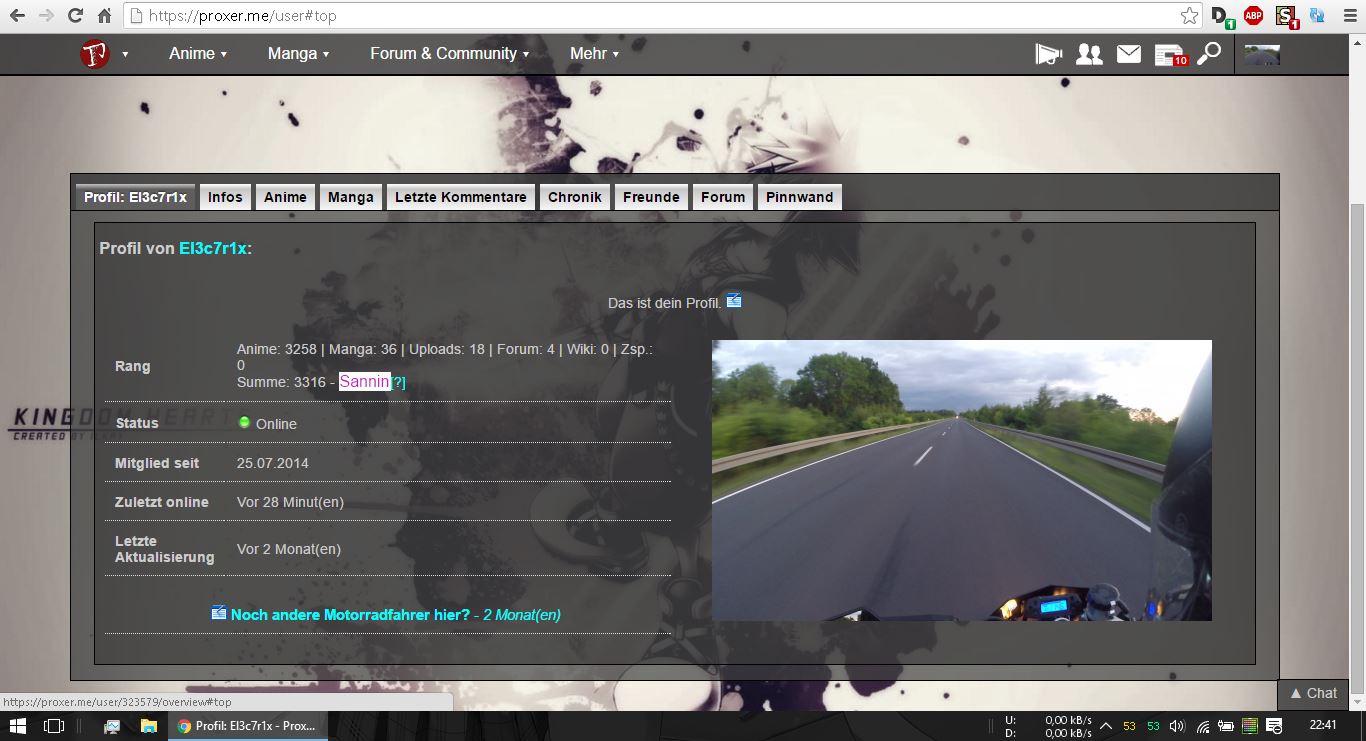 https://proxer.me/user#top
D 1 ABP S 1
Anime Manga Forum & Community Mehr 10
Profil: El3c7r1x Infos Anime Manga Letzte Kommentare Chronik Freunde Forum Pinnwand
Profil von El3c7r1x:
Das ist dein Profil.
Rang
Anime: 3258 | Manga: 36 | Uploads: 18 | Forum: 4 | Wiki: 0 | Zsp.:
0
Summe: 3316 - Sannin[?]
KINGDOM HEART
CREATED BY
Status Online
Mitglied seit 25.07.2014
Zuletzt online Vor 28 Minut(en)
Letzte
Aktualisierung
Vor 2 Monat(en)
Noch andere Motorradfahrer hier? - 2 Monat(en)
▲ Chat
https://proxer.me/user/323579/overview#top
Profil: El3c7r1x - Prox...
U: 0,00 kB/s
D: 0,00 kB/s
53 53
22:41